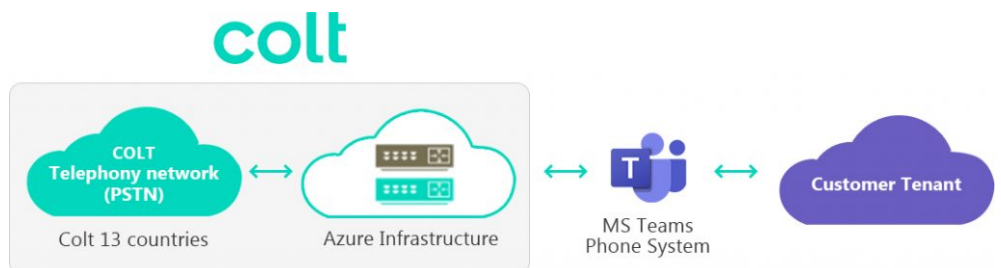 colt
COLT
Telephony network
(PSTN)
Colt 13 countries
Azure Infrastructure
T
MS Teams
Phone System
Customer Tenant